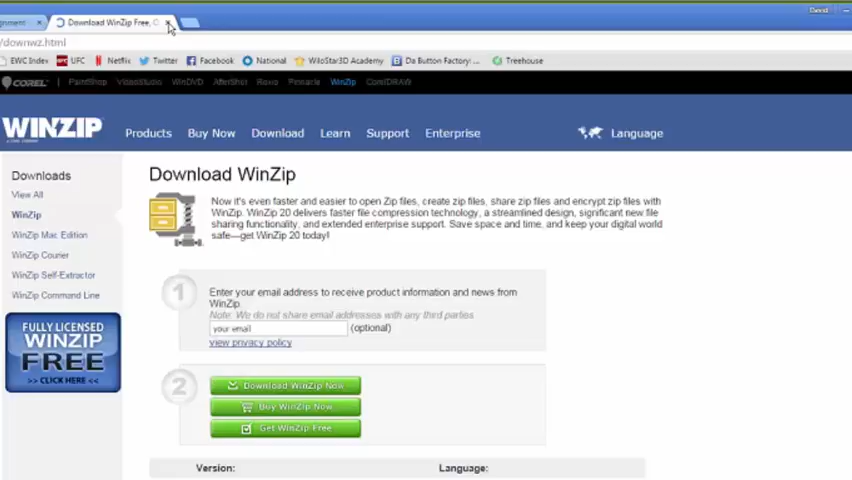 David
gnment
Download WinZip Free, C
/downwz.html
EWC Index UFC Netflix Twitter Facebook National WiloStar3D Academy Da Button Factory: ... Treehouse
COREL PaintShop VideoStudio WinDVD AfterShot Roxio Pinnacle WinZip CorelDRAW
WINZIP
Products Buy Now Download Learn Support Enterprise Language
Downloads
View All
WinZip
WinZip Mac Edition
WinZip Courier
WinZip Self-Extractor
WinZip Command Line
FULLY LICENSED
WINZIP
FREE
>> CLICK HERE <<
Download WinZip
Now it's even faster and easier to open Zip files, create zip files, share zip files and encrypt zip files with
WinZip. WinZip 20 delivers faster file compression technology, a streamlined design, significant new file
sharing functionality, and extended enterprise support. Save space and time, and keep your digital world
safe—get WinZip 20 today!
1
Enter your email address to receive product information and news from
WinZip.
Note: We do not share email addresses with any third parties
your email (optional)
view privacy policy
2
Download WinZip Now
Buy WinZip Now
Get WinZip Free
Version: Language: